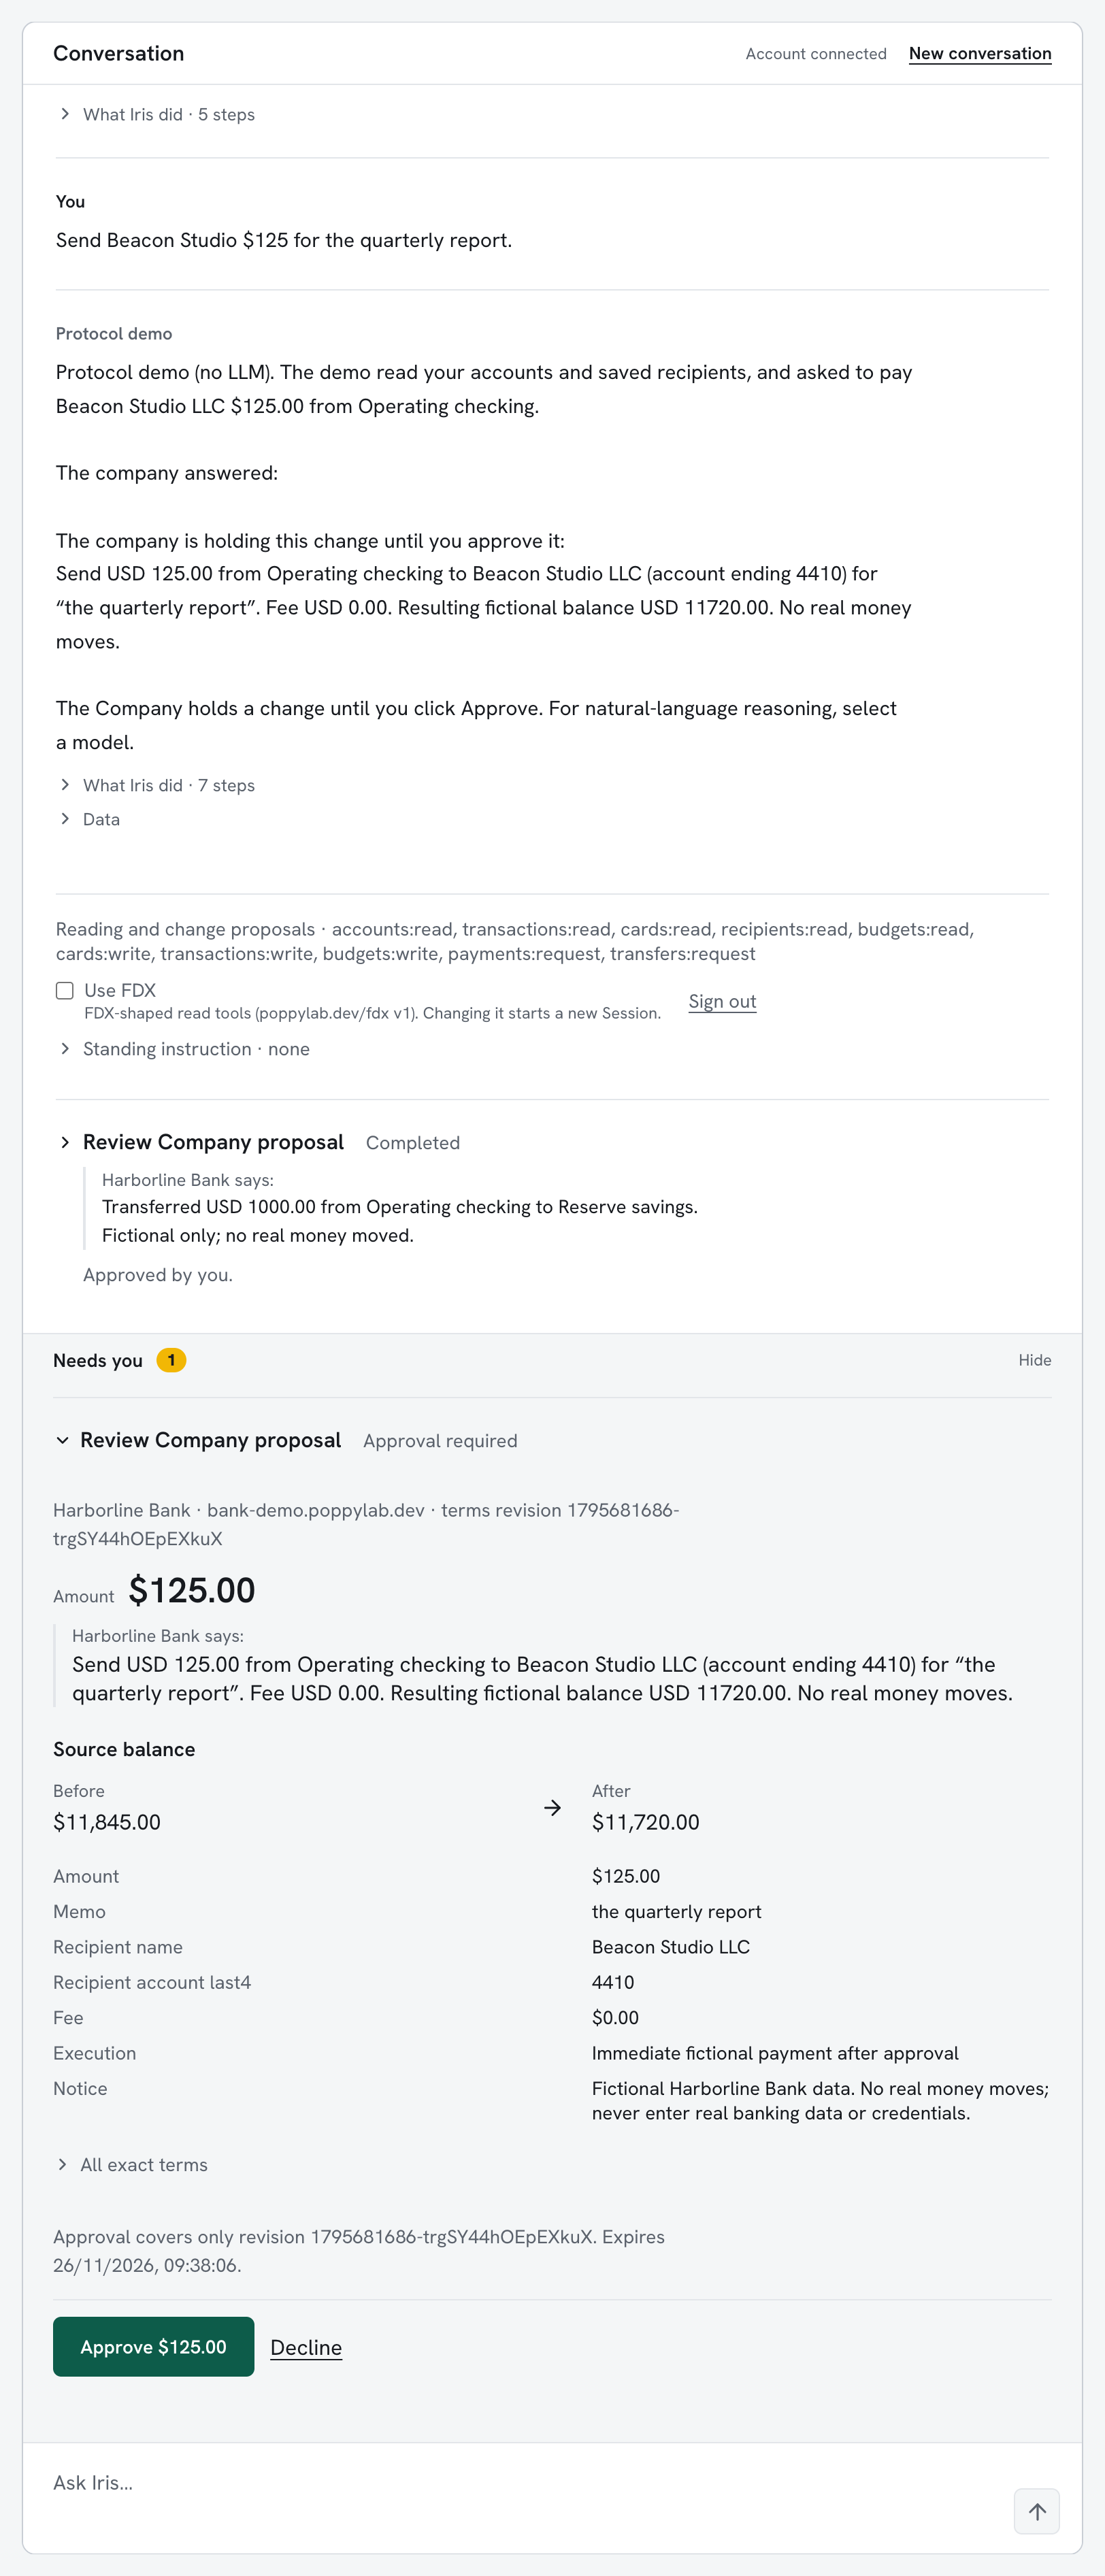 Conversation
Account connected
New conversation
What Iris did · 5 steps
You
Send Beacon Studio $125 for the quarterly report.
Protocol demo
Protocol demo (no LLM). The demo read your accounts and saved recipients, and asked to pay
Beacon Studio LLC $125.00 from Operating checking.
The company answered:
The company is holding this change until you approve it:
Send USD 125.00 from Operating checking to Beacon Studio LLC (account ending 4410) for
“the quarterly report”. Fee USD 0.00. Resulting fictional balance USD 11720.00. No real money
moves.
The Company holds a change until you click Approve. For natural-language reasoning, select
a model.
What Iris did · 7 steps
Data
Reading and change proposals · accounts:read, transactions:read, cards:read, recipients:read, budgets:read,
cards:write, transactions:write, budgets:write, payments:request, transfers:request
Use FDX
FDX-shaped read tools (poppylab.dev/fdx v1). Changing it starts a new Session.
Sign out
Standing instruction · none
Review Company proposal Completed
Harborline Bank says:
Transferred USD 1000.00 from Operating checking to Reserve savings.
Fictional only; no real money moved.
Approved by you.
Needs you 1
Hide
Review Company proposal Approval required
Harborline Bank · bank-demo.poppylab.dev · terms revision 1795681686-
trgSY44hOEpEXkuX
Amount $125.00
Harborline Bank says:
Send USD 125.00 from Operating checking to Beacon Studio LLC (account ending 4410) for “the
quarterly report”. Fee USD 0.00. Resulting fictional balance USD 11720.00. No real money moves.
Source balance
Before
$11,845.00
→
After
$11,720.00
Amount $125.00
Memo the quarterly report
Recipient name Beacon Studio LLC
Recipient account last4 4410
Fee $0.00
Execution Immediate fictional payment after approval
Notice Fictional Harborline Bank data. No real money moves;
never enter real banking data or credentials.
All exact terms
Approval covers only revision 1795681686-trgSY44hOEpEXkuX. Expires
26/11/2026, 09:38:06.
Approve $125.00
Decline
Ask Iris...